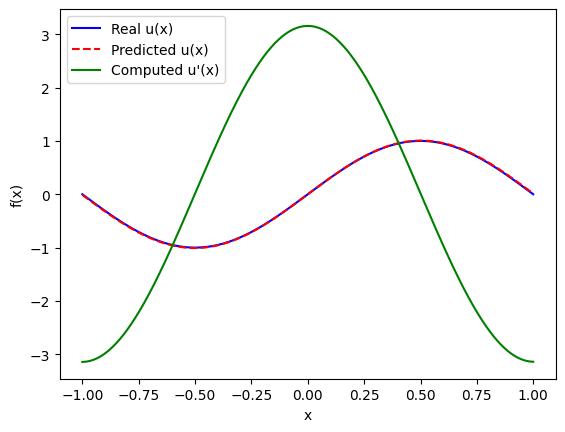 Real u(x)
Predicted u(x)
Computed u'(x)
3
2
1
0
−1
−2
−3
f(x)
−1.00 −0.75 −0.50 −0.25 0.00 0.25 0.50 0.75 1.00
x